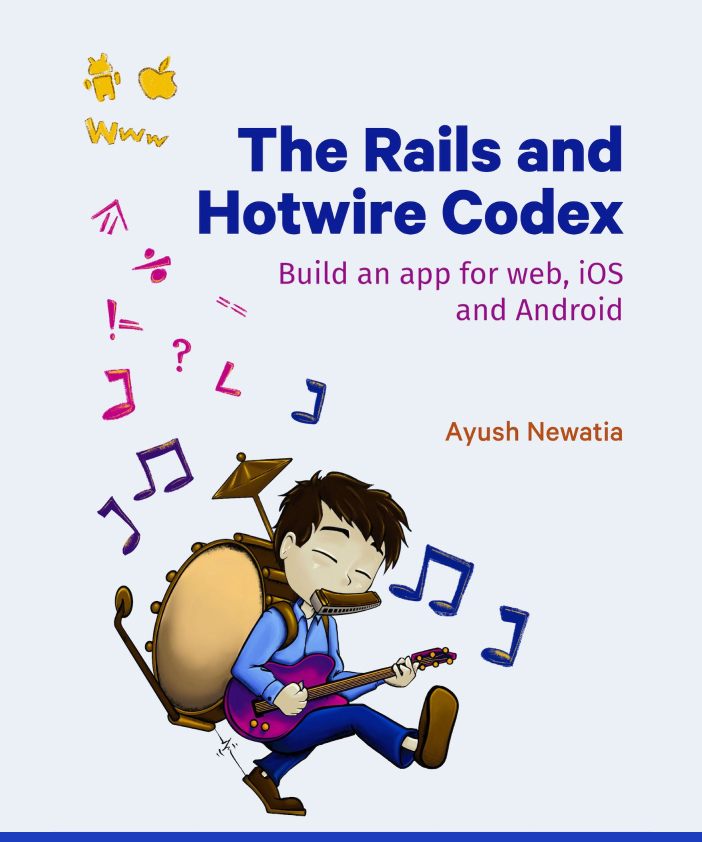 Www
The Rails and
Hotwire Codex
Build an app for web, iOS
and Android
!=
?
Ayush Newatia